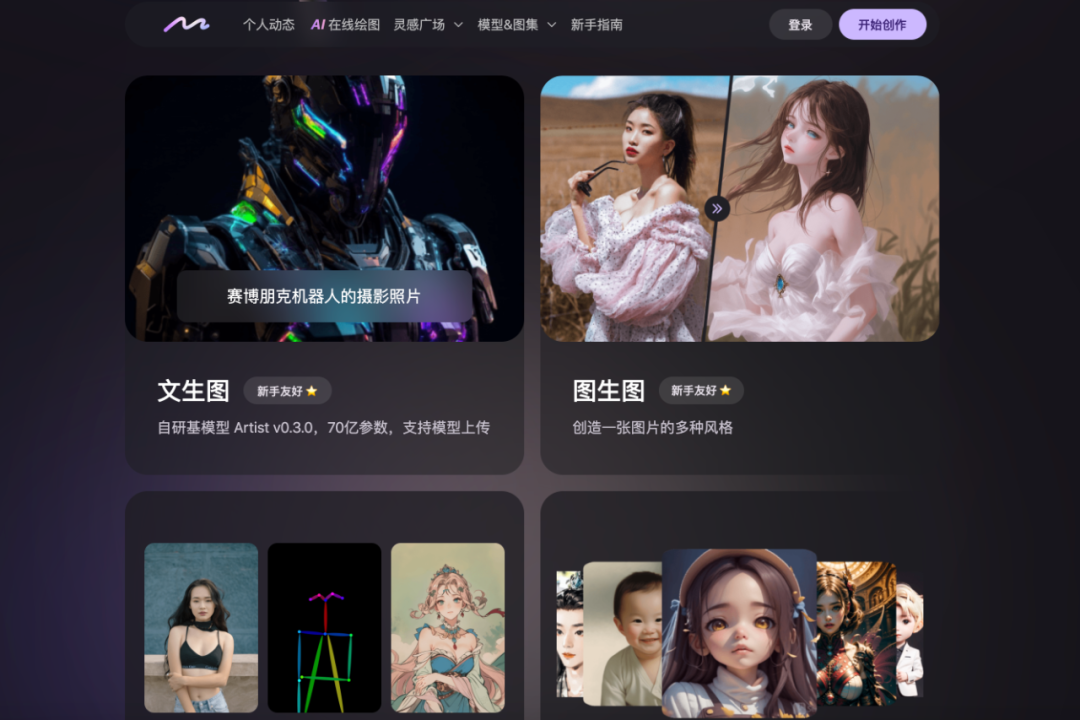 个人动态
AI 在线绘图
灵感广场
模型&图集
新手指南
登录
开始创作
赛博朋克机器人的摄影照片
文生图
新手友好
自研基模型 Artist v0.3.0，70亿参数，支持模型上传
图生图
新手友好
创造一张图片的多种风格